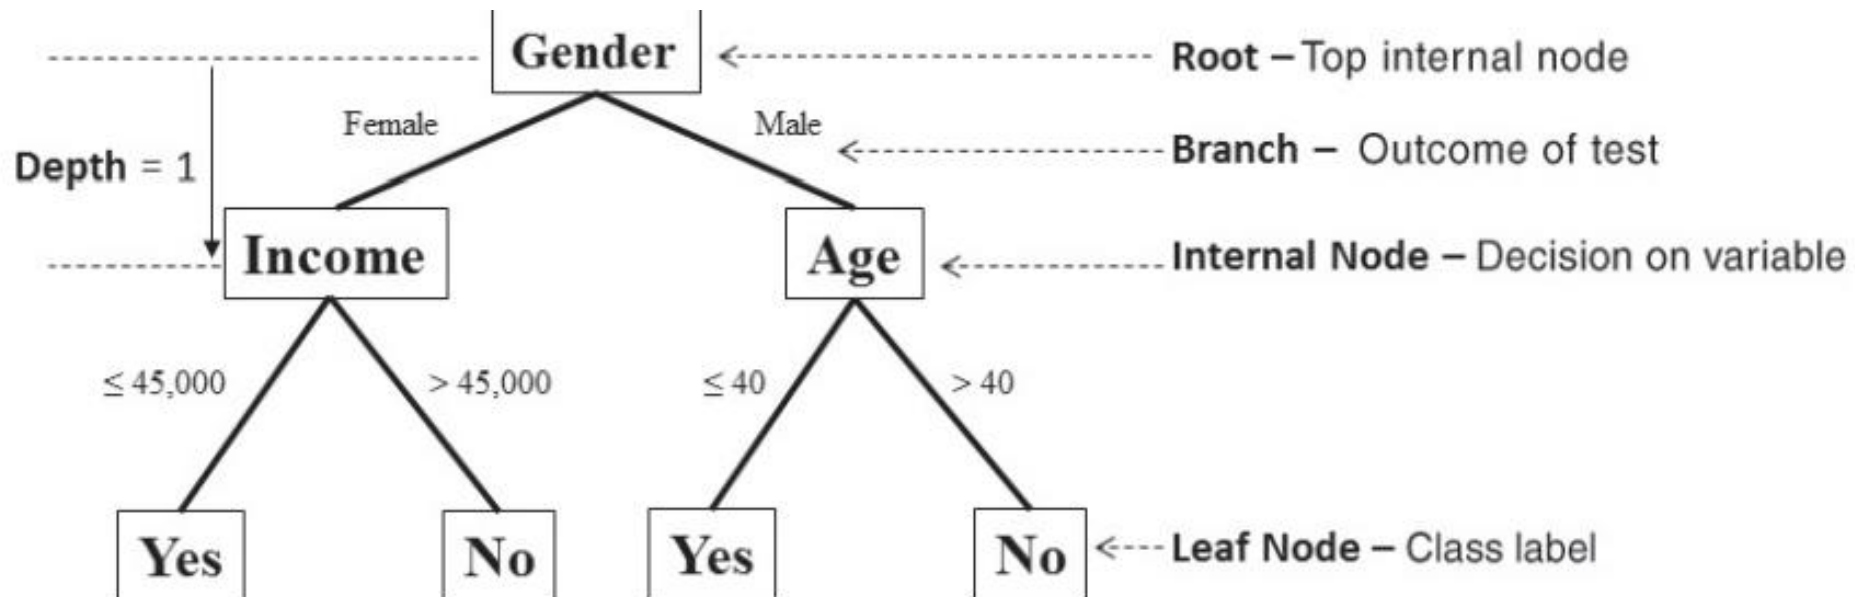 Gender
Root – Top internal node
Female
Male
Branch – Outcome of test
Depth = 1
Income
Age
Internal Node – Decision on variable
≤ 45,000
> 45,000
≤ 40
> 40
Yes
No
Yes
No
Leaf Node – Class label